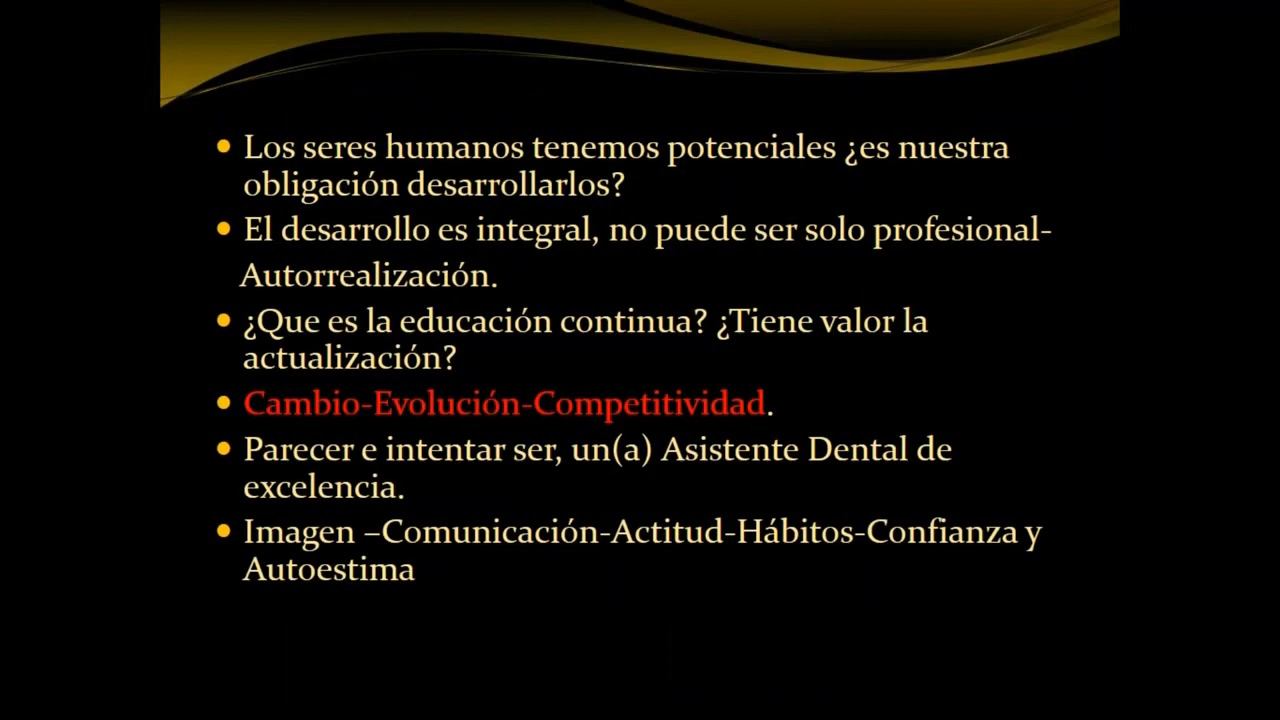 Los seres humanos tenemos potenciales ¿es nuestra
obligación desarrollarlos?
El desarrollo es integral, no puede ser solo profesional-
Autorrealización.
¿Que es la educación continua? ¿Tiene valor la
actualización?
Cambio-Evolución-Competitividad.
Parecer e intentar ser, un(a) Asistente Dental de
excelencia.
Imagen –Comunicación-Actitud-Hábitos-Confianza y
Autoestima